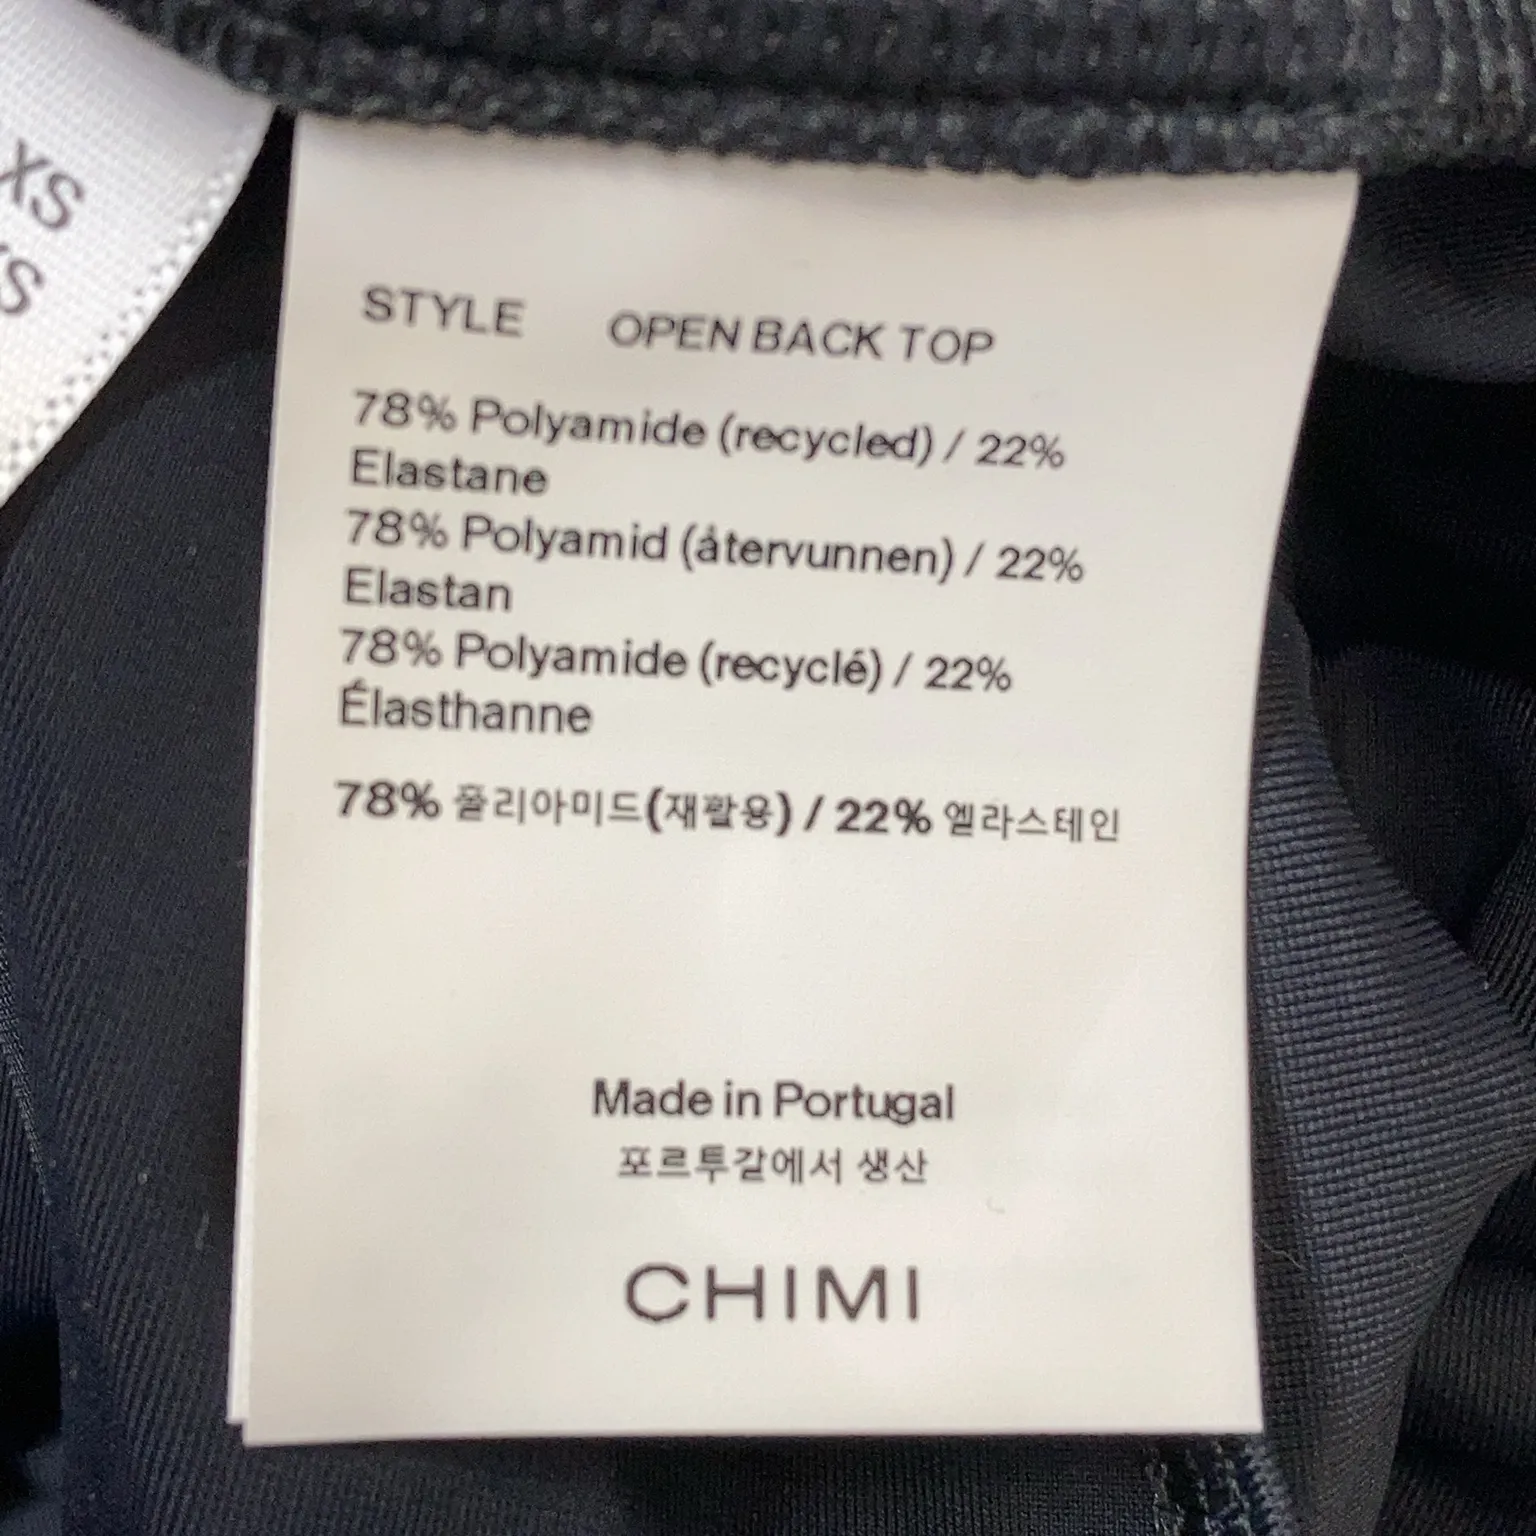 XS
XS
STYLE OPEN BACK TOP
78% Polyamide (recycled) / 22%
Elastane
78% Polyamid (återvunnen) / 22%
Elastan
78% Polyamide (recyclé) / 22%
Élasthanne
78% 폴리아미드(재활용) / 22% 엘라스테인
Made in Portugal
포르투갈에서 생산
CHIMI